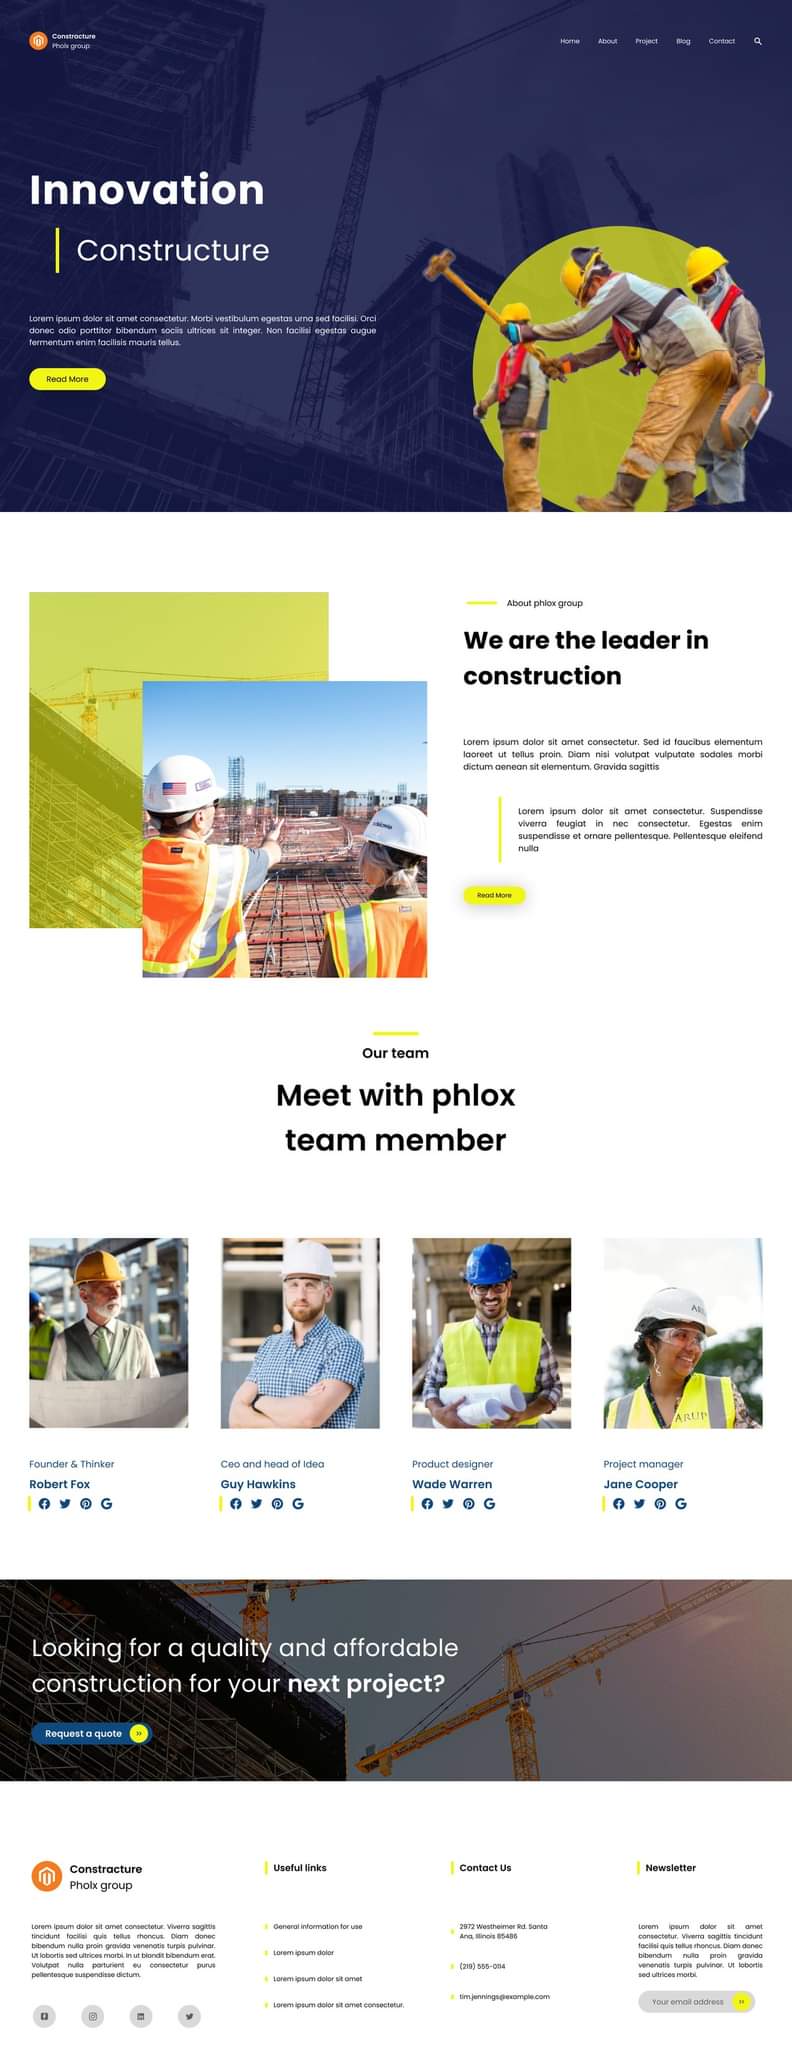 Constracture
Pholx group
Home About Project Blog Contact
Innovation
Constructure
Lorem ipsum dolor sit amet consectetur. Morbi vestibulum egestas urna sed facilisi. Orci
donec odio porttitor bibendum sociis ultrices sit integer. Non facilisi egestas augue
fermentum enim facilisis mauris tellus.
Read More
About phlox group
We are the leader in
construction
Lorem ipsum dolor sit amet consectetur. Sed id faucibus elementum
laoreet ut tellus proin. Diam nisi volutpat vulputate sodales morbi
dictum aenean sit elementum. Gravida sagittis
Lorem ipsum dolor sit amet consectetur. Suspendisse
viverra feugiat in nec consectetur. Egestas enim
suspendisse et ornare pellentesque. Pellentesque eleifend
nulla
Read More
Our team
Meet with phlox
team member
ARUP
Founder & Thinker
Robert Fox
Ceo and head of Idea
Guy Hawkins
Product designer
Wade Warren
Project manager
Jane Cooper
Looking for a quality and affordable
construction for your next project?
Request a quote
Constracture
Pholx group
Lorem ipsum dolor sit amet consectetur. Viverra sagittis
tincidunt facilisi quis tellus rhoncus. Diam donec
bibendum nulla proin gravida venenatis turpis pulvinar.
Ut lobortis sed ultrices morbi. In ut blandit bibendum erat.
Volutpat nulla parturient eu consectetur purus
pellentesque suspendisse dictum.
Useful links
General information for use
Lorem ipsum dolor
Lorem ipsum dolor sit amet
Lorem ipsum dolor sit amet consectetur.
Contact Us
2972 Westheimer Rd. Santa
Ana, Illinois 85486
(219) 555-0114
tim.jennings@example.com
Newsletter
Lorem ipsum dolor sit amet
consectetur. Viverra sagittis tincidunt
facilisi quis tellus rhoncus. Diam donec
bibendum nulla proin gravida
venenatis turpis pulvinar. Ut lobortis
sed ultrices morbi.
Your email address